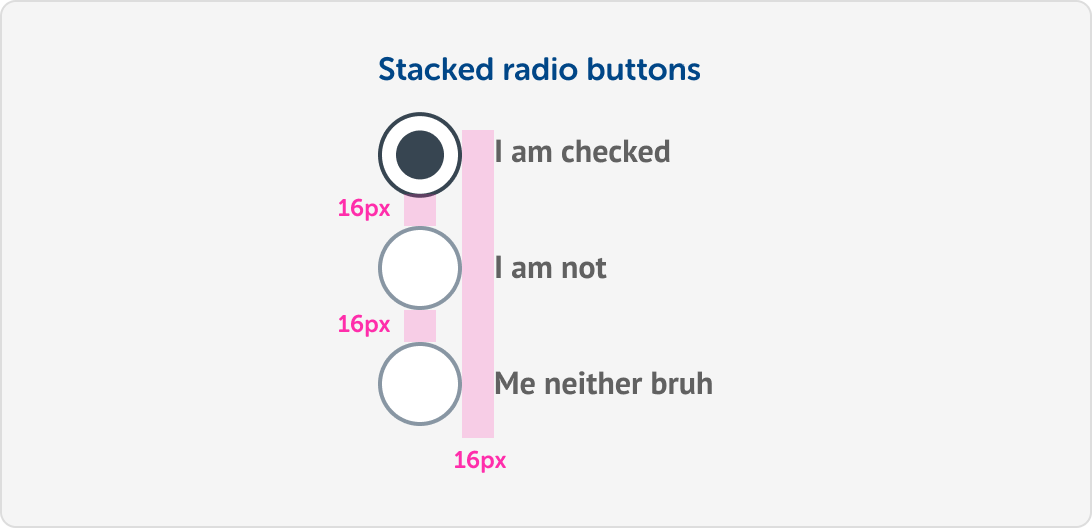 Stacked radio buttons
I am checked
16px
I am not
16px
Me neither bruh
16px